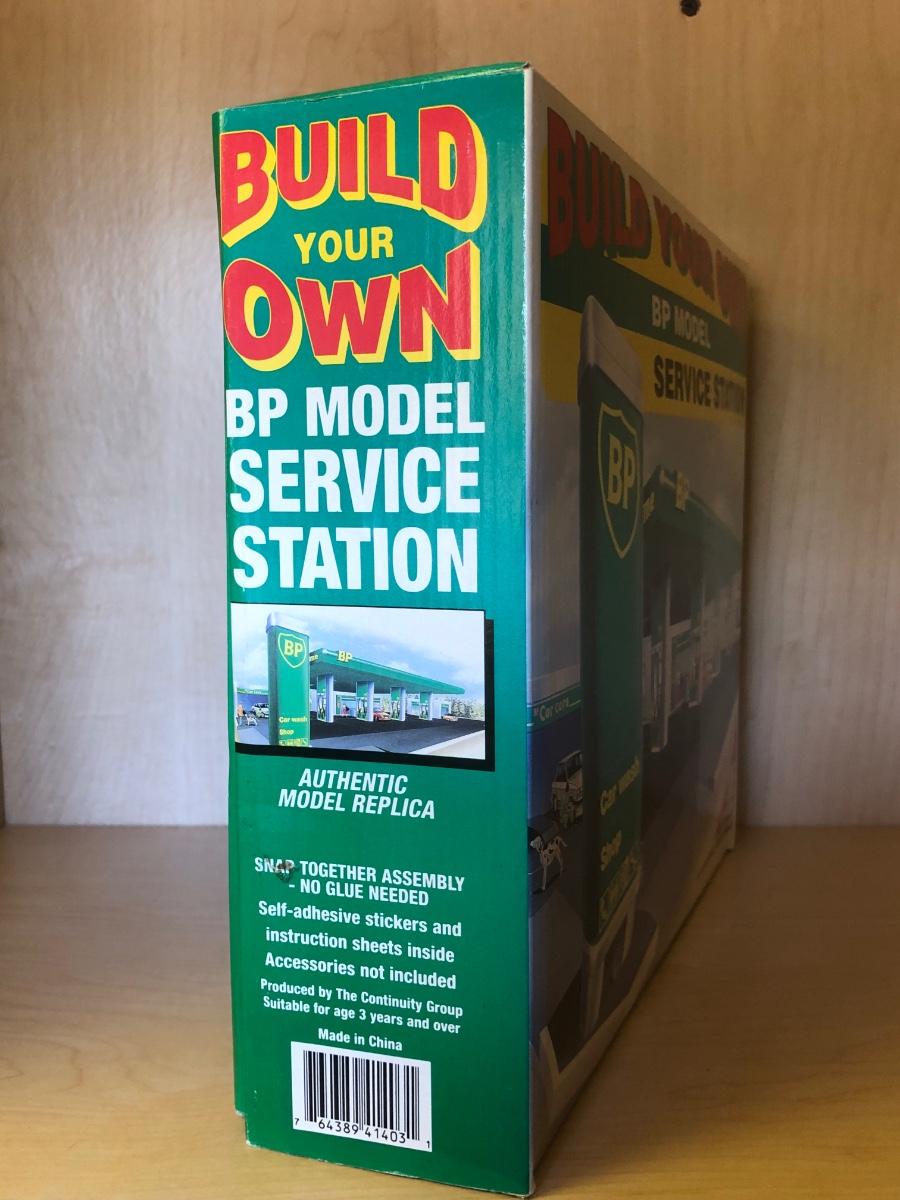 BUILD
YOUR
OWN
BP MODEL
SERVICE
STATION
BP
BP
Car wash
Shop
AUTHENTIC
MODEL REPLICA
SNAP TOGETHER ASSEMBLY
- NO GLUE NEEDED
Self-adhesive stickers and
instruction sheets inside
Accessories not included
Produced by The Continuity Group
Suitable for age 3 years and over
Made in China
7 64389 41403 1
BUILD YOUR OWN
BP MODEL
SERVICE STATION
BP
BP
Car care
Car wash
Shop